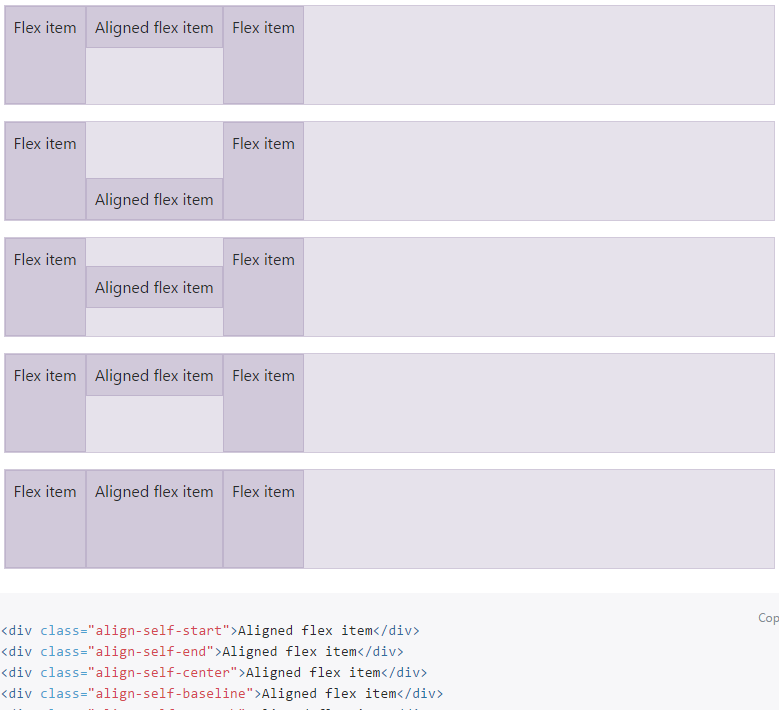 Flex item Aligned flex item Flex item
Flex item Flex item
Aligned flex item
Flex item Flex item
Aligned flex item
Flex item Aligned flex item Flex item
Flex item Aligned flex item Flex item
Cop
<div class="align-self-start">Aligned flex item</div>
<div class="align-self-end">Aligned flex item</div>
<div class="align-self-center">Aligned flex item</div>
<div class="align-self-baseline">Aligned flex item</div>